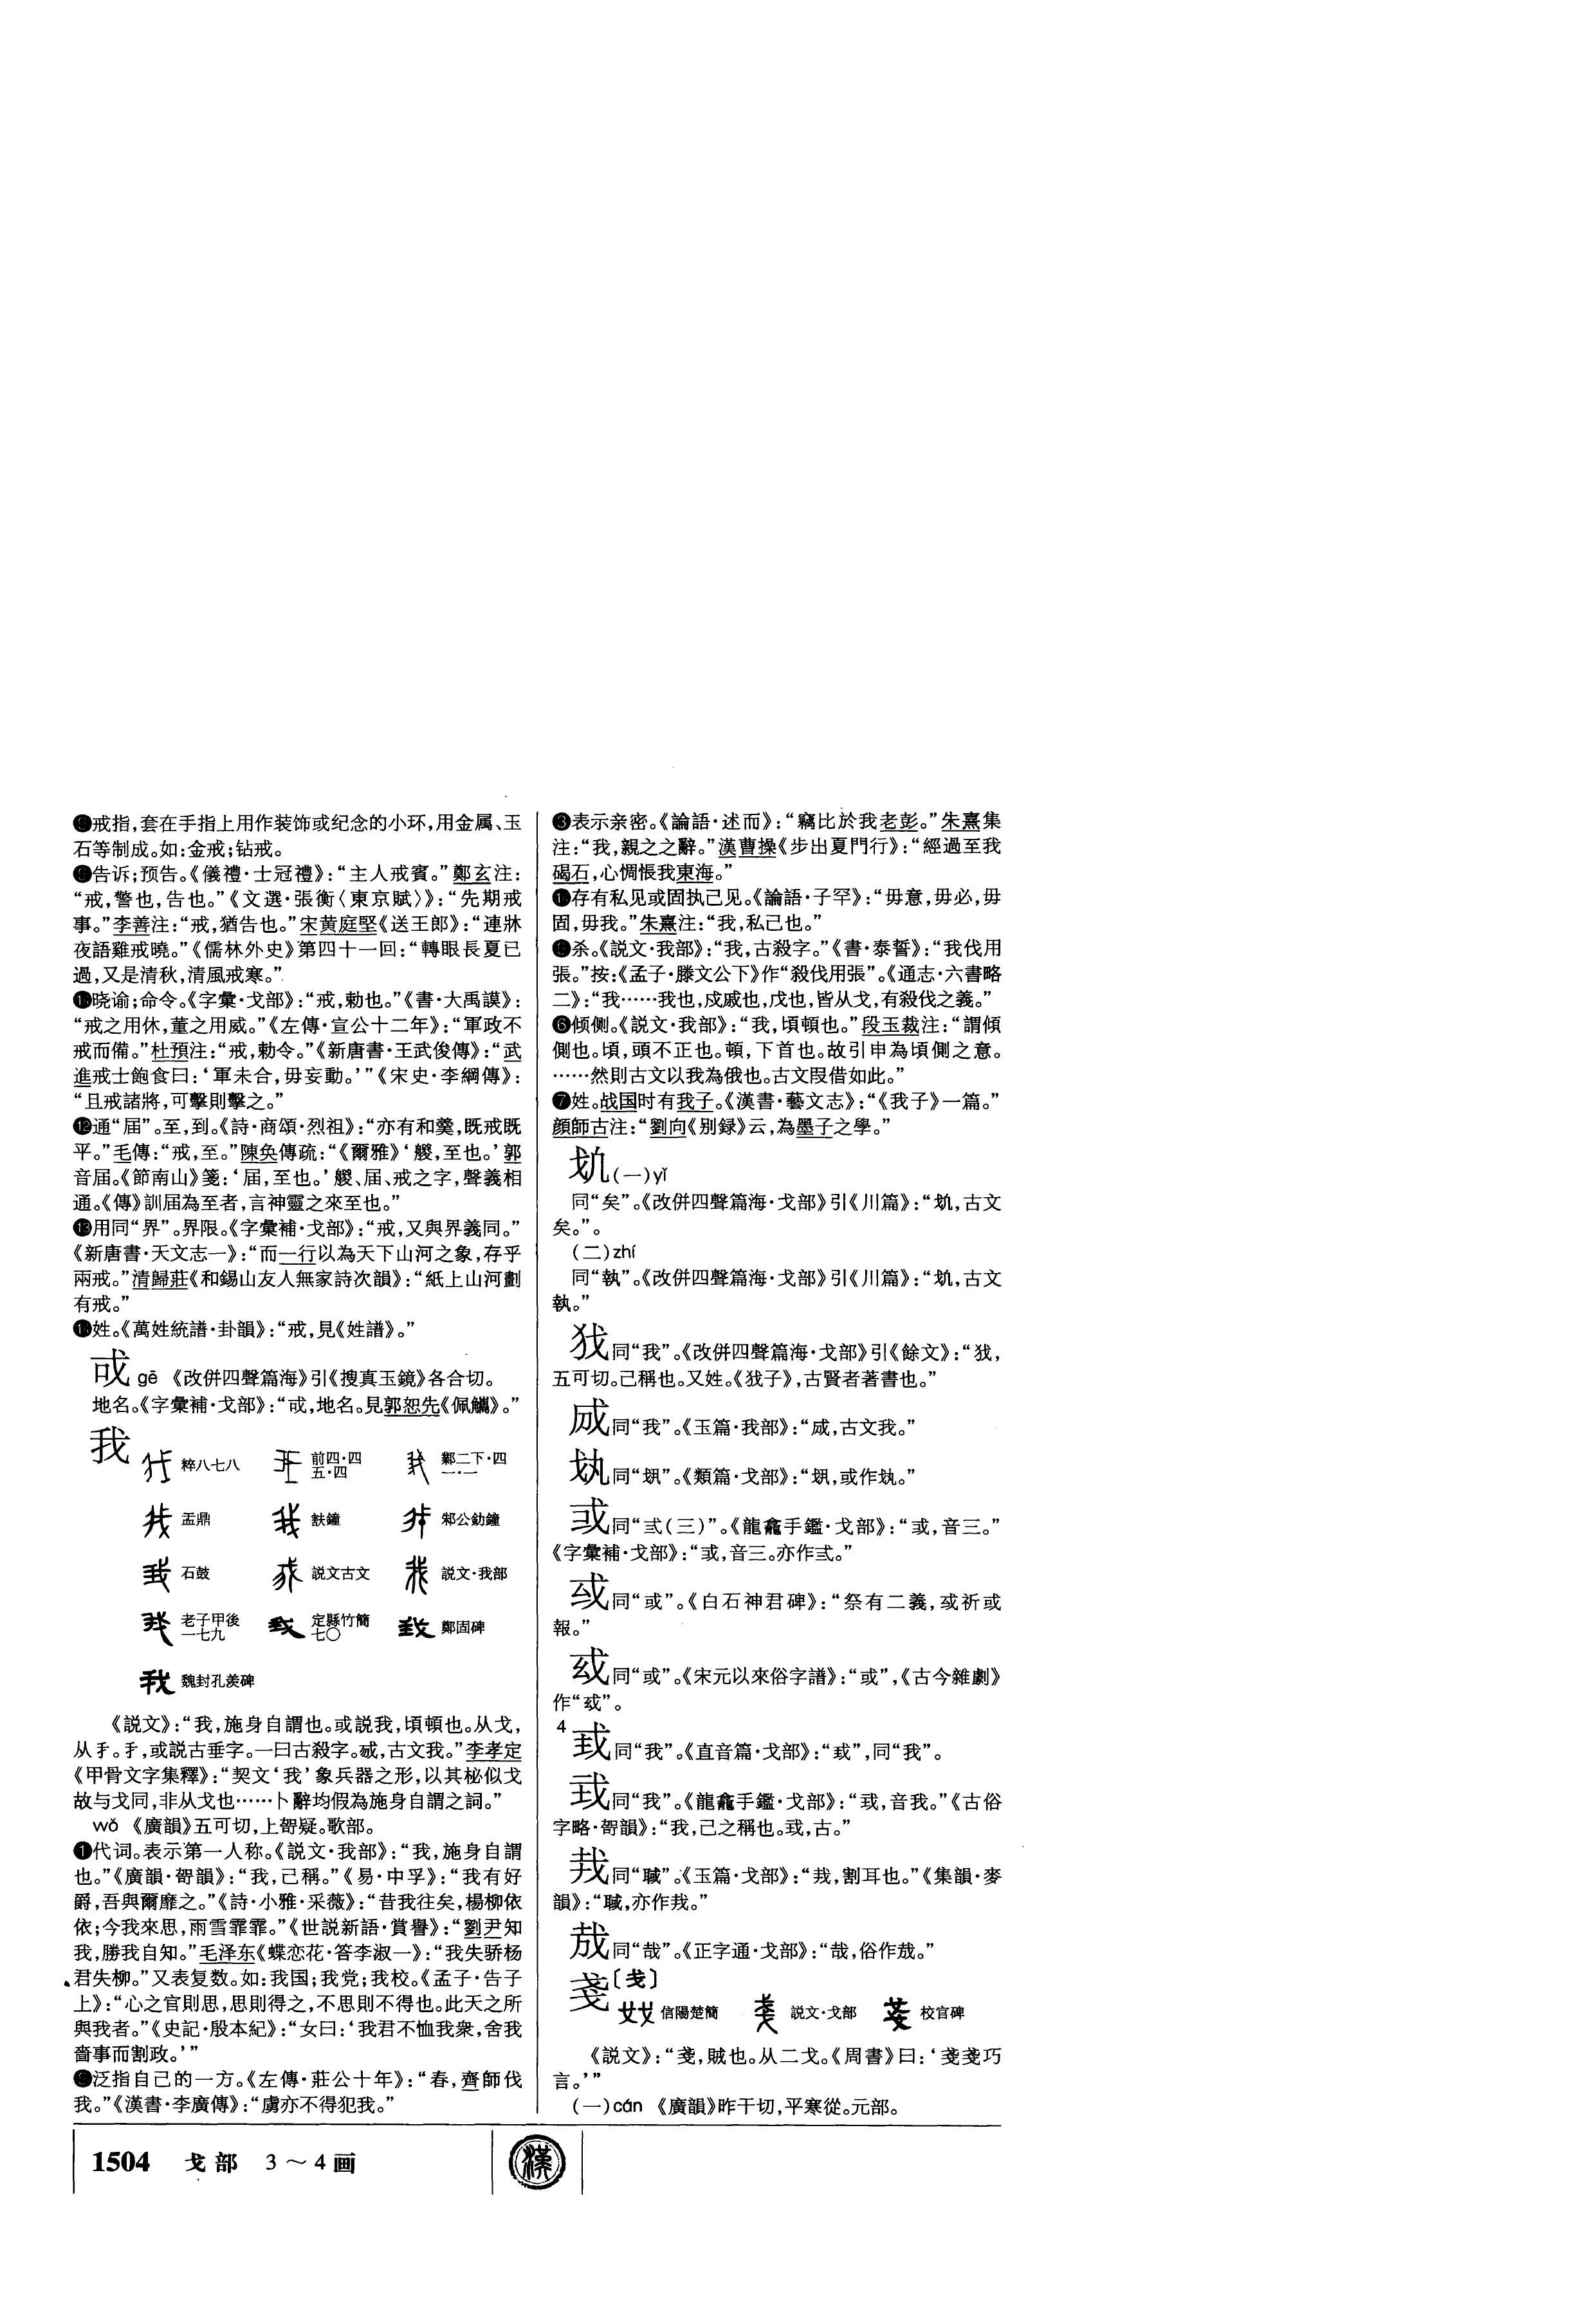 戒指，套在手指上用作装饰或纪念的小环，用金属、玉
石等制成。如：金戒；钻戒。
告诉；预告。《儀禮·士冠禮》：“主人戒賓。”鄭玄注：
“戒，警也，告也。”《文選·張衡〈東京賦〉》：“先期戒
事。”李善注：“戒，猶告也。”宋黄庭堅《送王郎》：“連牀
夜語雞戒曉。”《儒林外史》第四十一回：“轉眼長夏已
過，又是清秋，清風戒寒。”
晓谕；命令。《字彙·戈部》：“戒，勅也。”《書·大禹謨》：
“戒之用休，董之用威。”《左傳·宣公十二年》：“軍政不
戒而備。”杜預注：“戒，勅令。”《新唐書·王武俊傳》：“武
進戒士飽食曰：‘軍未合，毋妄動。’”《宋史·李綱傳》：
“且戒諸將，可擊則擊之。”
⓬通“届”。至，到。《詩·商頌·烈祖》：“亦有和羹，既戒既
平。”毛傳：“戒，至。”陳奂傳疏：“《爾雅》‘艐，至也。’郭
音届。《節南山》箋：‘届，至也。’艐、届、戒之字，聲義相
通。《傳》訓届為至者，言神靈之來至也。”
⓭用同“界”。界限。《字彙補·戈部》：“戒，又與界義同。”
《新唐書·天文志一》：“而一行以為天下山河之象，存乎
兩戒。”清歸莊《和錫山友人無家詩次韻》：“紙上山河劃
有戒。”
姓。《萬姓統譜·卦韻》：“戒，見《姓譜》。”
gē 《改併四聲篇海》引《搜真玉鏡》各合切。
地名。《字彙補·戈部》：“，地名。見郭恕先《佩觿》。”
我
粹八七八 前四·四五·四 鄴二下·四一·一
盂鼎 㝬鐘 邾公釛鐘
石鼓 説文古文 説文·我部
老子甲後一七九 定縣竹簡七〇 鄭固碑
魏封孔羨碑
《説文》：“我，施身自謂也。或説我，頃頓也。从戈，
从𠄒。𠄒，或説古垂字。一曰古殺字。，古文我。”李孝定
《甲骨文字集釋》：“契文‘我’象兵器之形，以其柲似戈
故与戈同，非从戈也……卜辭均假為施身自謂之詞。”
wǒ 《廣韻》五可切，上哿疑。歌部。
❶代词。表示第一人称。《説文·我部》：“我，施身自謂
也。”《廣韻·哿韻》：“我，己稱。”《易·中孚》：“我有好
爵，吾與爾靡之。”《詩·小雅·采薇》：“昔我往矣，楊柳依
依；今我來思，雨雪霏霏。”《世説新語·賞譽》：“劉尹知
我，勝我自知。”毛泽东《蝶恋花·答李淑一》：“我失骄杨
君失柳。”又表复数。如：我国；我党；我校。《孟子·告子
上》：“心之官則思，思則得之，不思則不得也。此天之所
與我者。”《史記·殷本紀》：“女曰：‘我君不恤我衆，舍我
嗇事而割政。’”
泛指自己的一方。《左傳·莊公十年》：“春，齊師伐
我。”《漢書·李廣傳》：“虜亦不得犯我。”
❸表示亲密。《論語·述而》：“竊比於我老彭。”朱熹集
注：“我，親之之辭。”漢曹操《步出夏門行》：“經過至我
碣石，心惆悵我東海。”
存有私见或固执己见。《論語·子罕》：“毋意，毋必，毋
固，毋我。”朱熹注：“我，私己也。”
杀。《説文·我部》：“我，古殺字。”《書·泰誓》：“我伐用
張。”按：《孟子·滕文公下》作“殺伐用張”。《通志·六書略
二》：“我……我也，戍戚也，戊也，皆从戈，有殺伐之義。”
❻倾侧。《説文·我部》：“我，頃頓也。”段玉裁注：“謂傾
側也。頃，頭不正也。頓，下首也。故引申為頃側之意。
……然則古文以我為俄也。古文叚借如此。”
❼姓。战国时有我子。《漢書·藝文志》：“《我子》一篇。”
顔師古注：“劉向《别録》云，為墨子之學。”
(一)yǐ
同“矣”。《改併四聲篇海·戈部》引《川篇》：“，古文
矣。”。
(二)zhí
同“執”。《改併四聲篇海·戈部》引《川篇》：“，古文
執。”
同“我”。《改併四聲篇海·戈部》引《餘文》：“，
五可切。己稱也。又姓。《子》，古賢者著書也。”
同“我”。《玉篇·我部》：“，古文我。”
同“”。《類篇·戈部》：“，或作。”
同“弎(三)”。《龍龕手鑑·戈部》：“，音三。”
《字彙補·戈部》：“，音三。亦作弎。”
同“或”。《白石神君碑》：“祭有二義，或祈或
報。”
同“或”。《宋元以來俗字譜》：“或”，《古今雜劇》
作“”。
4
同“我”。《直音篇·戈部》：“”，同“我”。
同“我”。《龍龕手鑑·戈部》：“，音我。”《古俗
字略·哿韻》：“我，己之稱也。，古。”
同“聝”。《玉篇·戈部》：“，割耳也。”《集韻·麥
韻》：“聝，亦作。”
同“哉”。《正字通·戈部》：“哉，俗作。”
戔〔戋〕
信陽楚簡 説文·戈部 校官碑
《説文》：“戔，賊也。从二戈。《周書》曰：‘戔戔巧
言。’”
(一)cán 《廣韻》昨干切，平寒從。元部。
1504 戈部 3～4画
漢